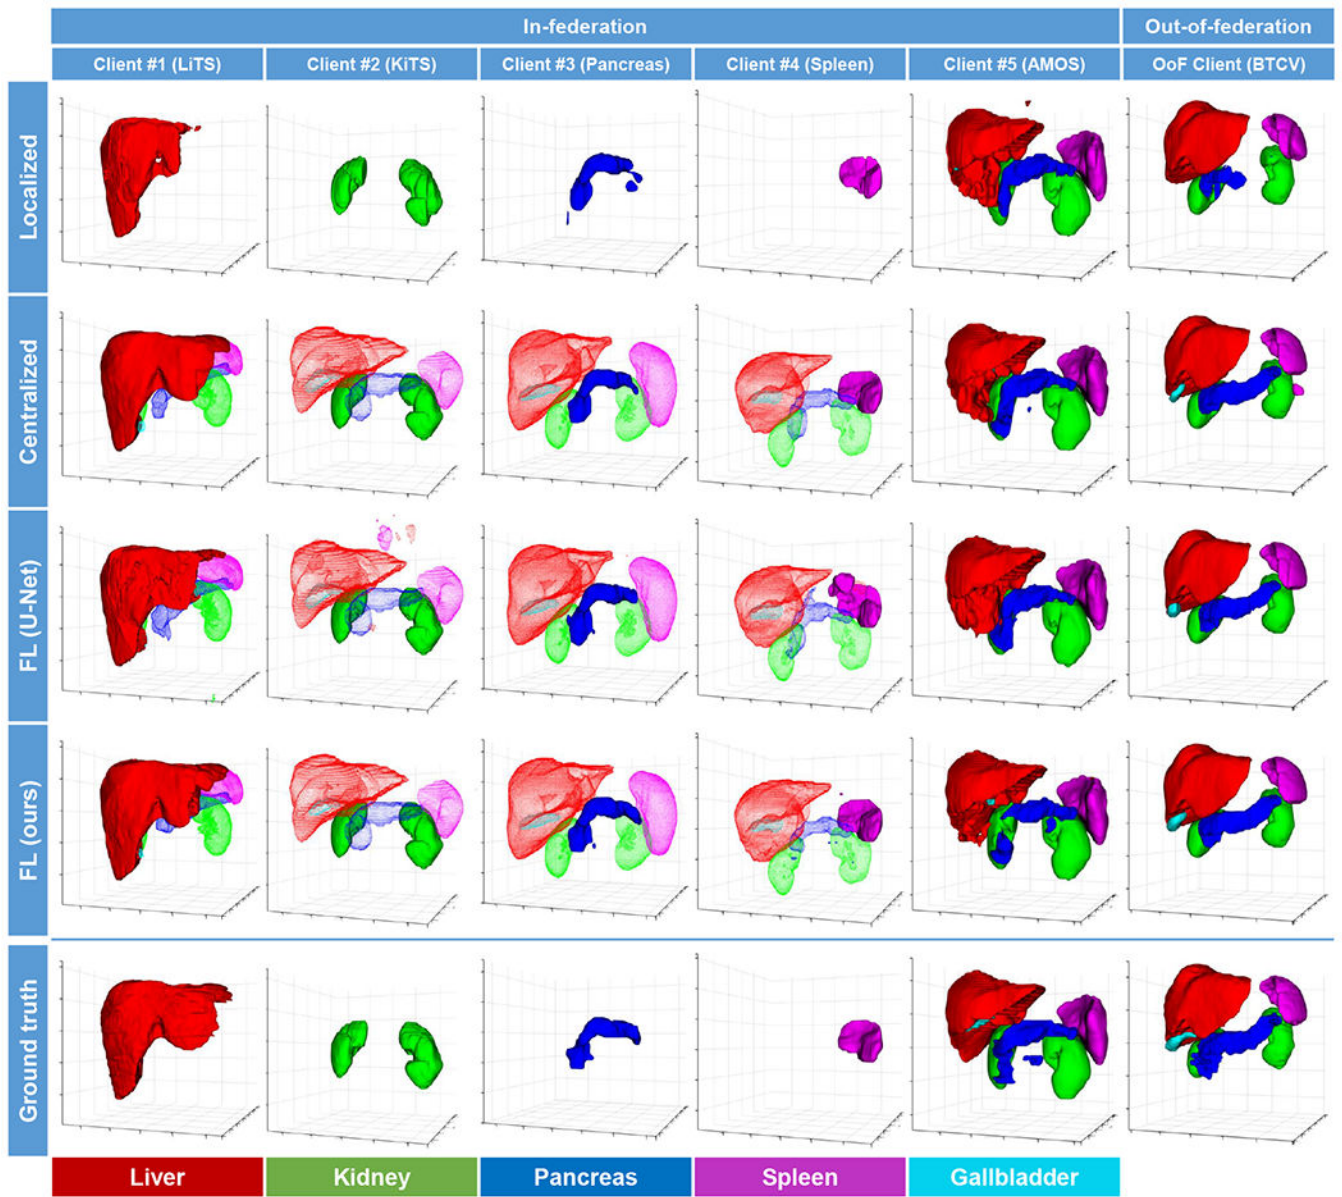 In-federation
Out-of-federation
Client #1 (LiTS)
Client #2 (KiTS)
Client #3 (Pancreas)
Client #4 (Spleen)
Client #5 (AMOS)
OoF Client (BTCV)
Localized
Centralized
FL (U-Net)
FL (ours)
Ground truth
Liver
Kidney
Pancreas
Spleen
Gallbladder